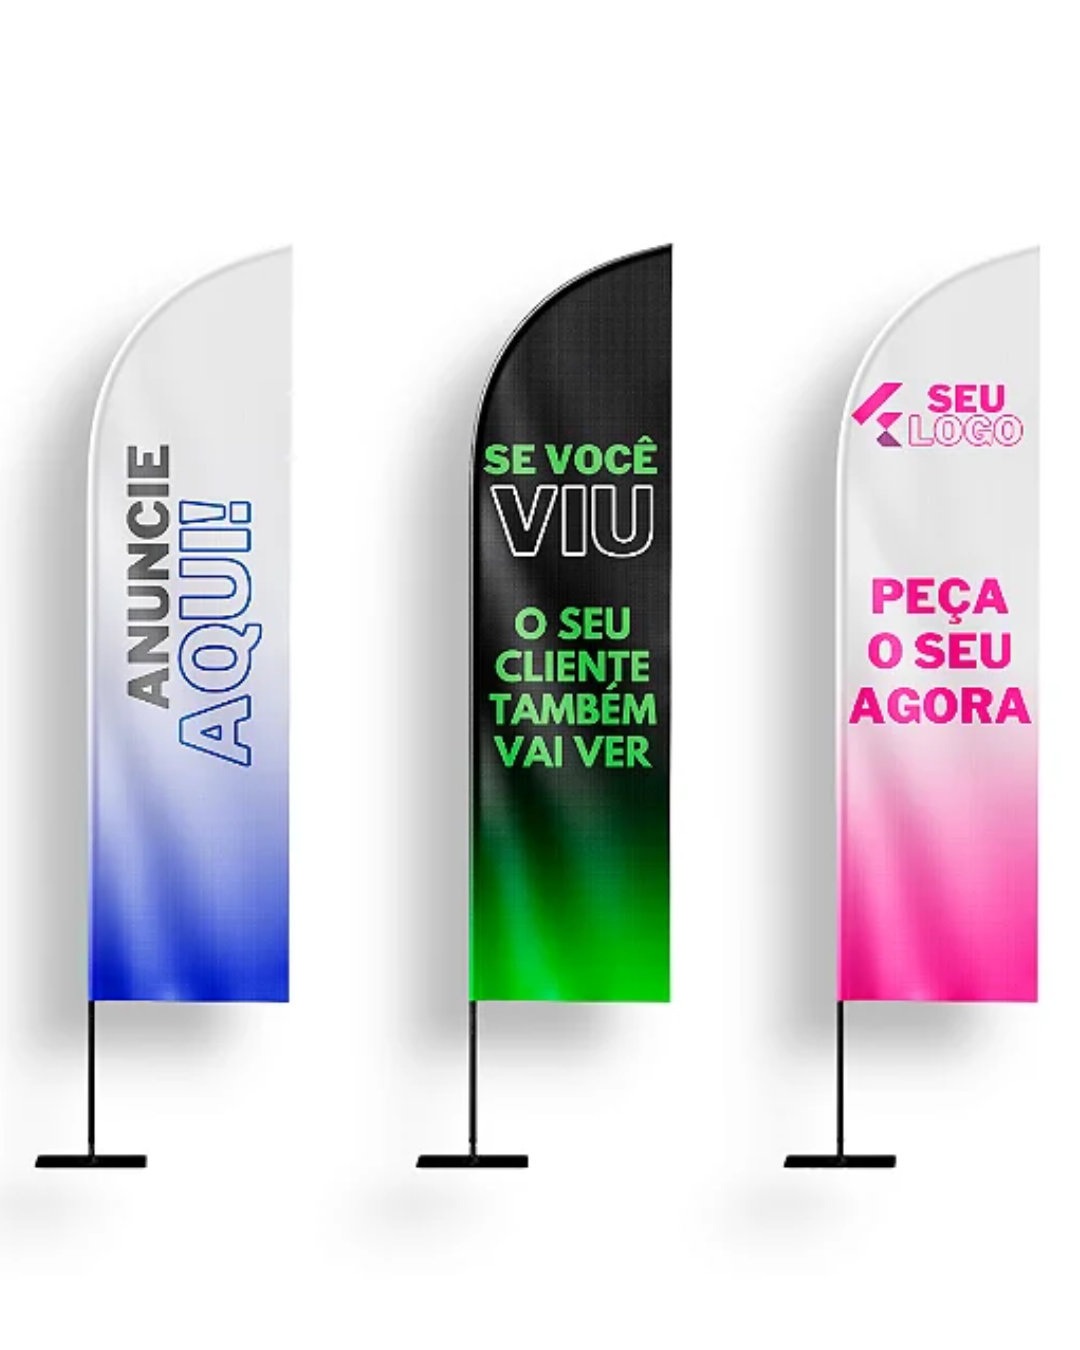 ANUNCIE
AQUI!
SE VOCÊ
VIU
O SEU
CLIENTE
TAMBÉM
VAI VER
SEU
LOGO
PEÇA
O SEU
AGORA